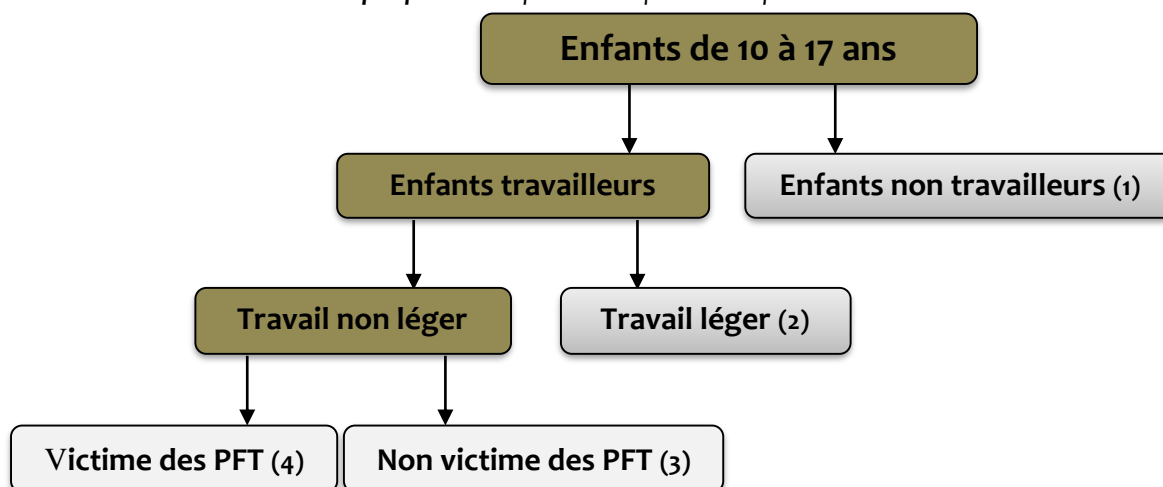 Enfants de 10 à 17 ans
Enfants travailleurs
Enfants non travailleurs (1)
Travail non léger
Travail léger (2)
Victime des PFT (4)
Non victime des PFT (3)